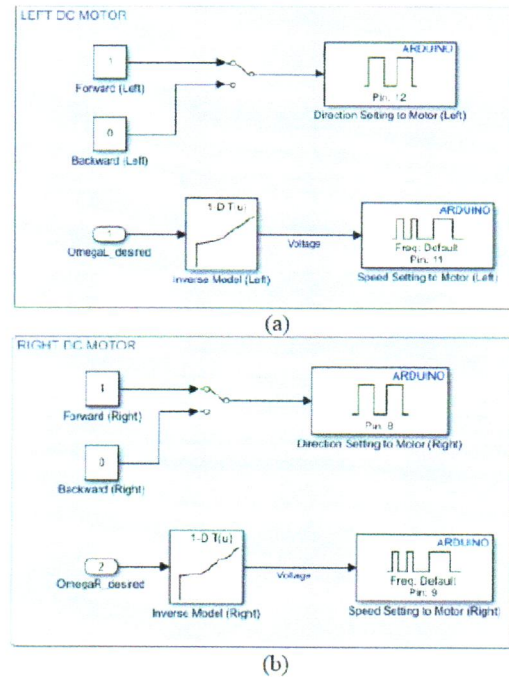 LEFT DC MOTOR
1
Forward (Left)
ARDUINO
Pin: 12
Direction Setting to Motor (Left)
0
Backward (Left)
1-D T(u)
ARDUINO
1
OmegaL_desired
Voltage
Freq: Default
Pin: 11
Inverse Model (Left)
Speed Setting to Motor (Left)
(a)
RIGHT DC MOTOR
1
Forward (Right)
ARDUINO
Pin: 8
Direction Setting to Motor (Right)
0
Backward (Right)
1-D T(u)
ARDUINO
2
OmegaR_desired
Voltage
Freq: Default
Pin: 9
Inverse Model (Right)
Speed Setting to Motor (Right)
(b)